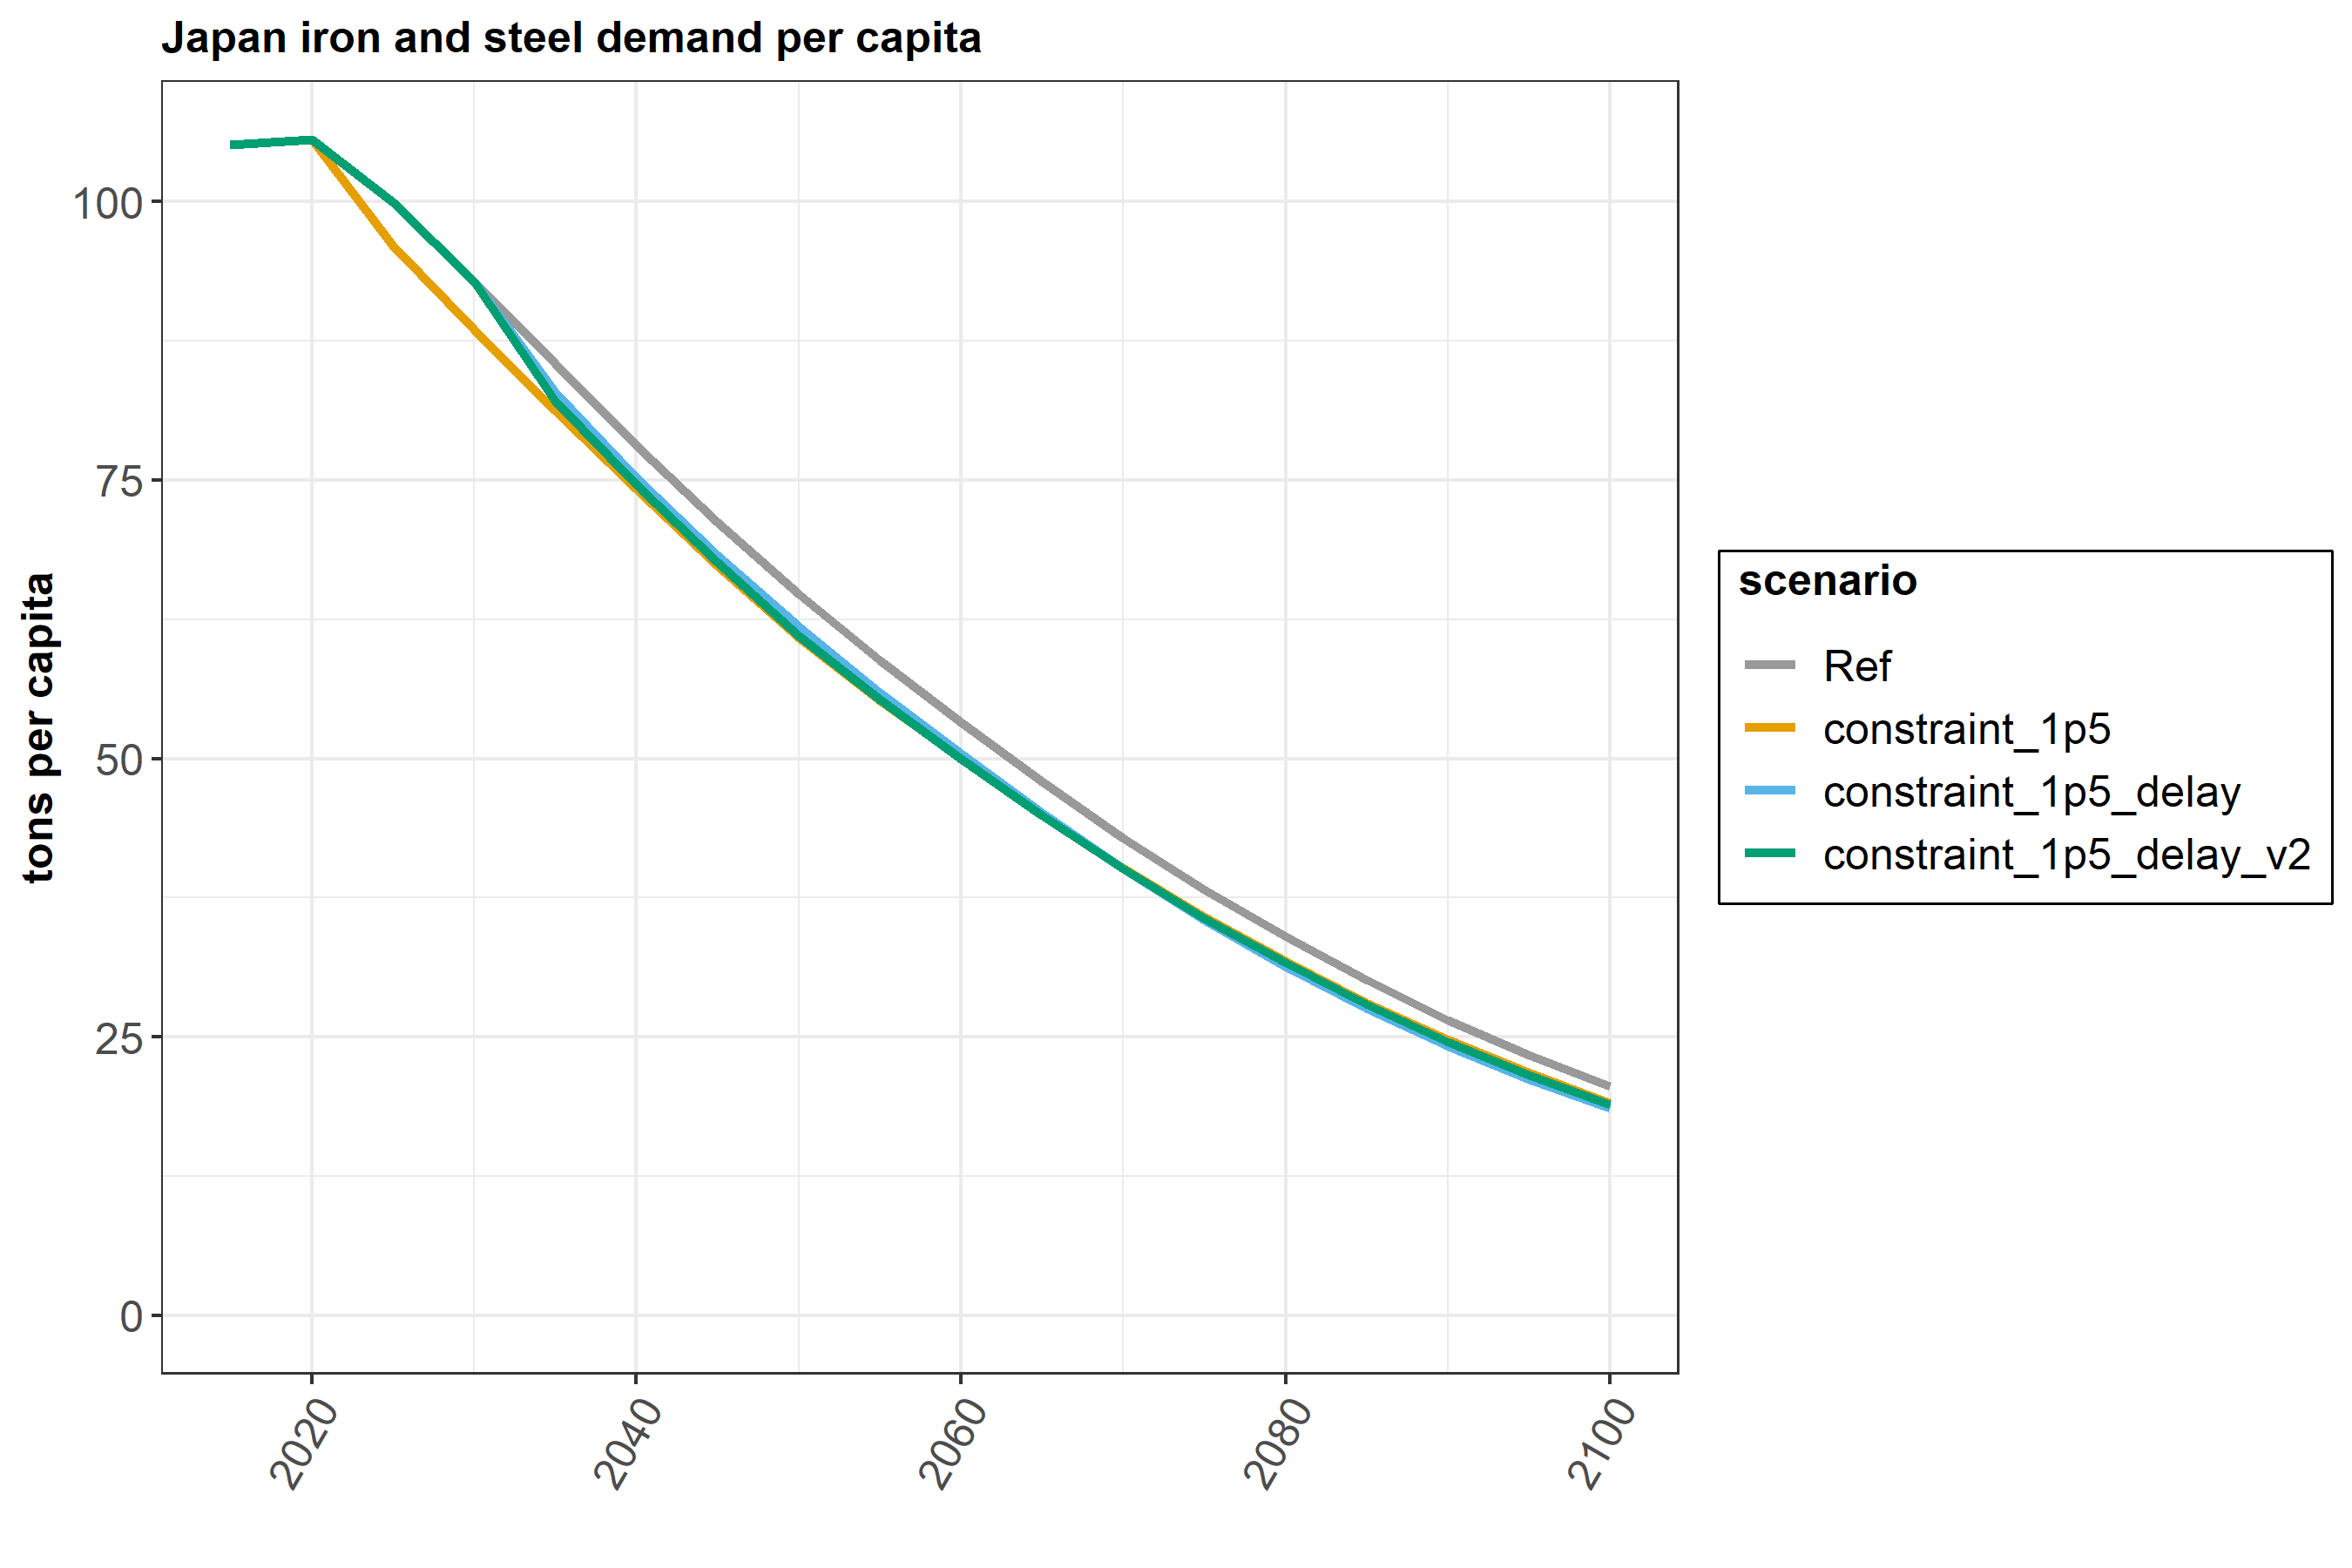 Japan iron and steel demand per capita
tons per capita
100
75
50
25
0
2020
2040
2060
2080
2100
scenario
Ref
constraint_1p5
constraint_1p5_delay
constraint_1p5_delay_v2